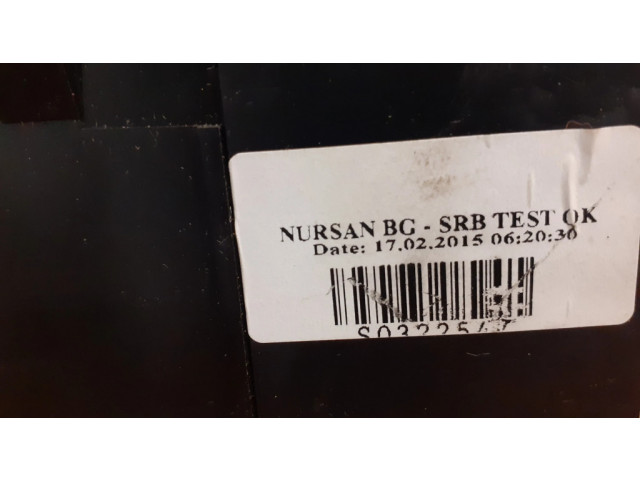 NURSAN BG - SRB TEST OK
Date: 17.02.2015 06:20:30